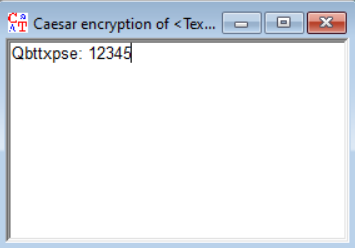 Caesar encryption of <Tex...
Qbttxpse: 12345